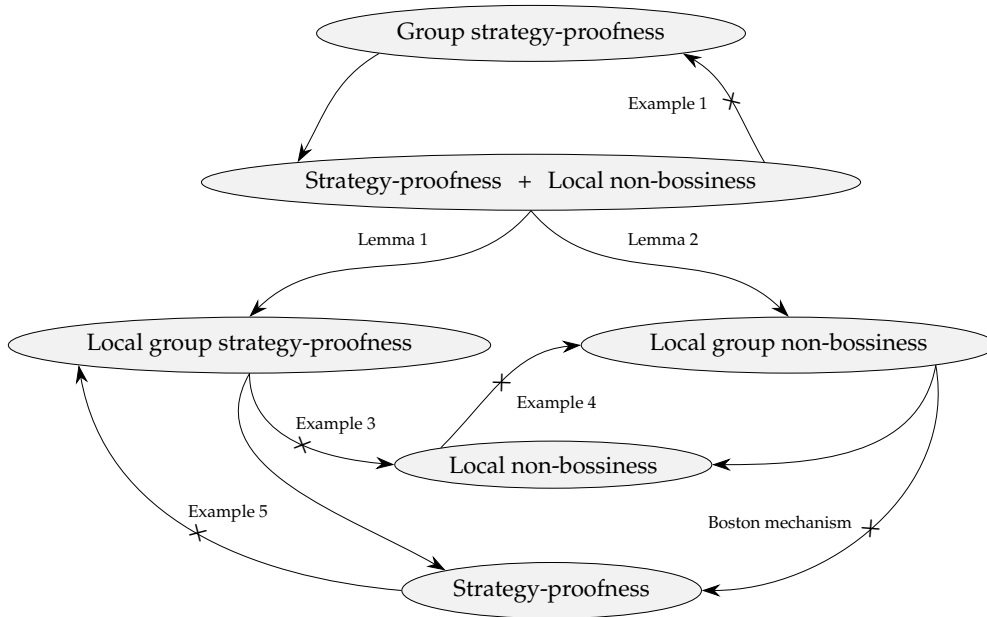 Group strategy-proofness
Example 1
Strategy-proofness + Local non-bossiness
Lemma 1
Lemma 2
Local group strategy-proofness
Local group non-bossiness
Example 4
Example 3
Local non-bossiness
Example 5
Boston mechanism
Strategy-proofness